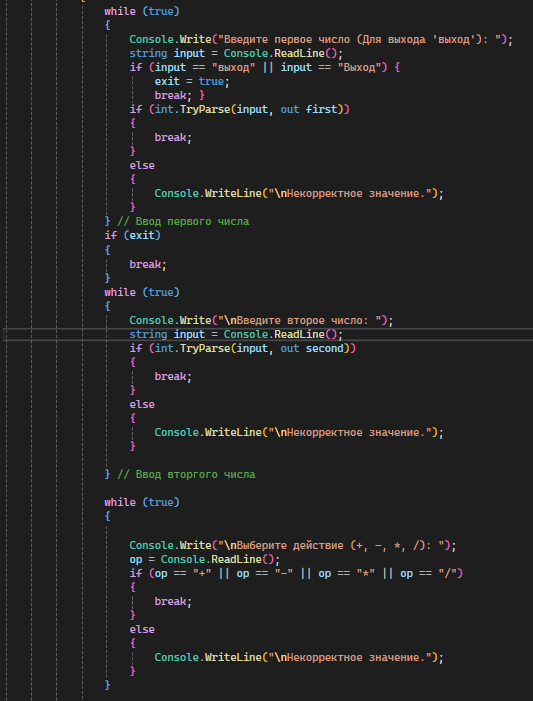 while (true)
{
Console.Write("Введите первое число (Для выхода 'выход'): ");
string input = Console.ReadLine();
if (input == "выход" || input == "Выход") {
exit = true;
break; }
if (int.TryParse(input, out first))
{
break;
}
else
{
Console.WriteLine("\nНекорректное значение.");
}
} // Ввод первого числа
if (exit)
{
break;
}
while (true)
{
Console.Write("\nВведите второе число: ");
string input = Console.ReadLine();
if (int.TryParse(input, out second))
{
break;
}
else
{
Console.WriteLine("\nНекорректное значение.");
}
} // Ввод вторгого числа
while (true)
{
Console.Write("\nВыберите действие (+, -, *, /): ");
op = Console.ReadLine();
if (op == "+" || op == "-" || op == "*" || op == "/")
{
break;
}
else
{
Console.WriteLine("\nНекорректное значение.");
}
}